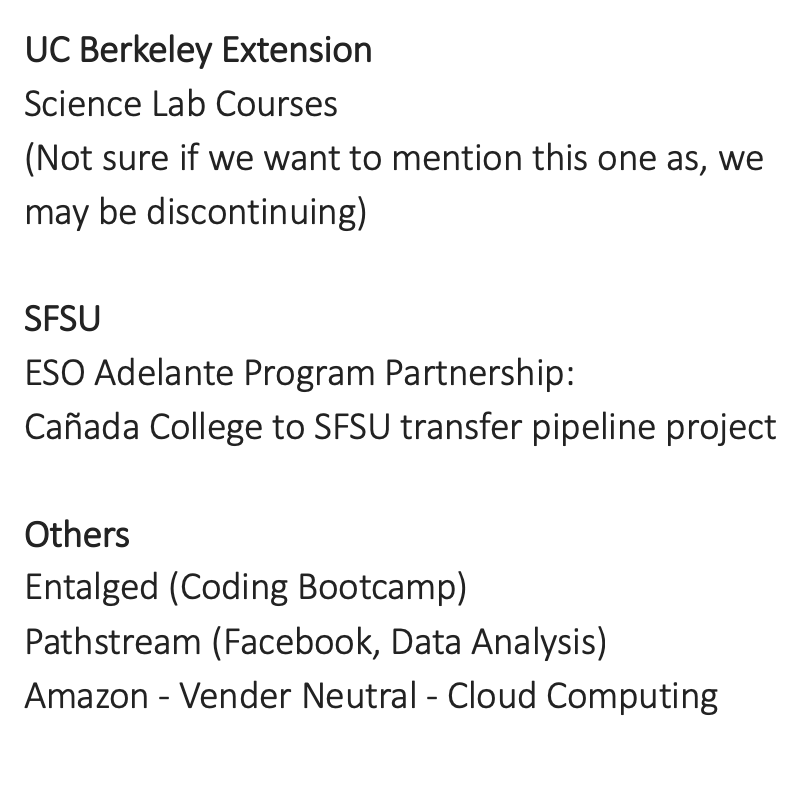 UC Berkeley Extension
Science Lab Courses
(Not sure if we want to mention this one as, we
may be discontinuing)
SFSU
ESO Adelante Program Partnership:
Cañada College to SFSU transfer pipeline project
Others
Entalged (Coding Bootcamp)
Pathstream (Facebook, Data Analysis)
Amazon - Vender Neutral - Cloud Computing